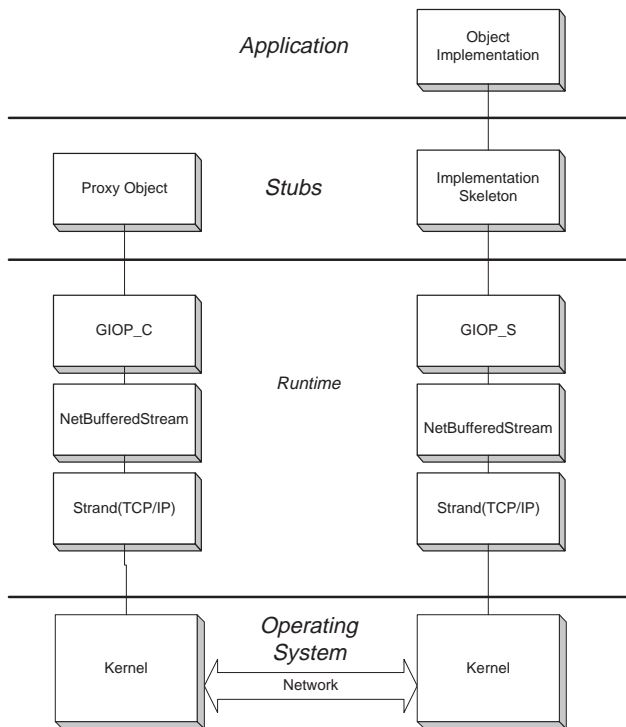 Application
Object
Implementation
Proxy Object
Stubs
Implementation
Skeleton
GIOP_C
GIOP_S
Runtime
NetBufferedStream
NetBufferedStream
Strand(TCP/IP)
Strand(TCP/IP)
Operating
System
Kernel
Network
Kernel